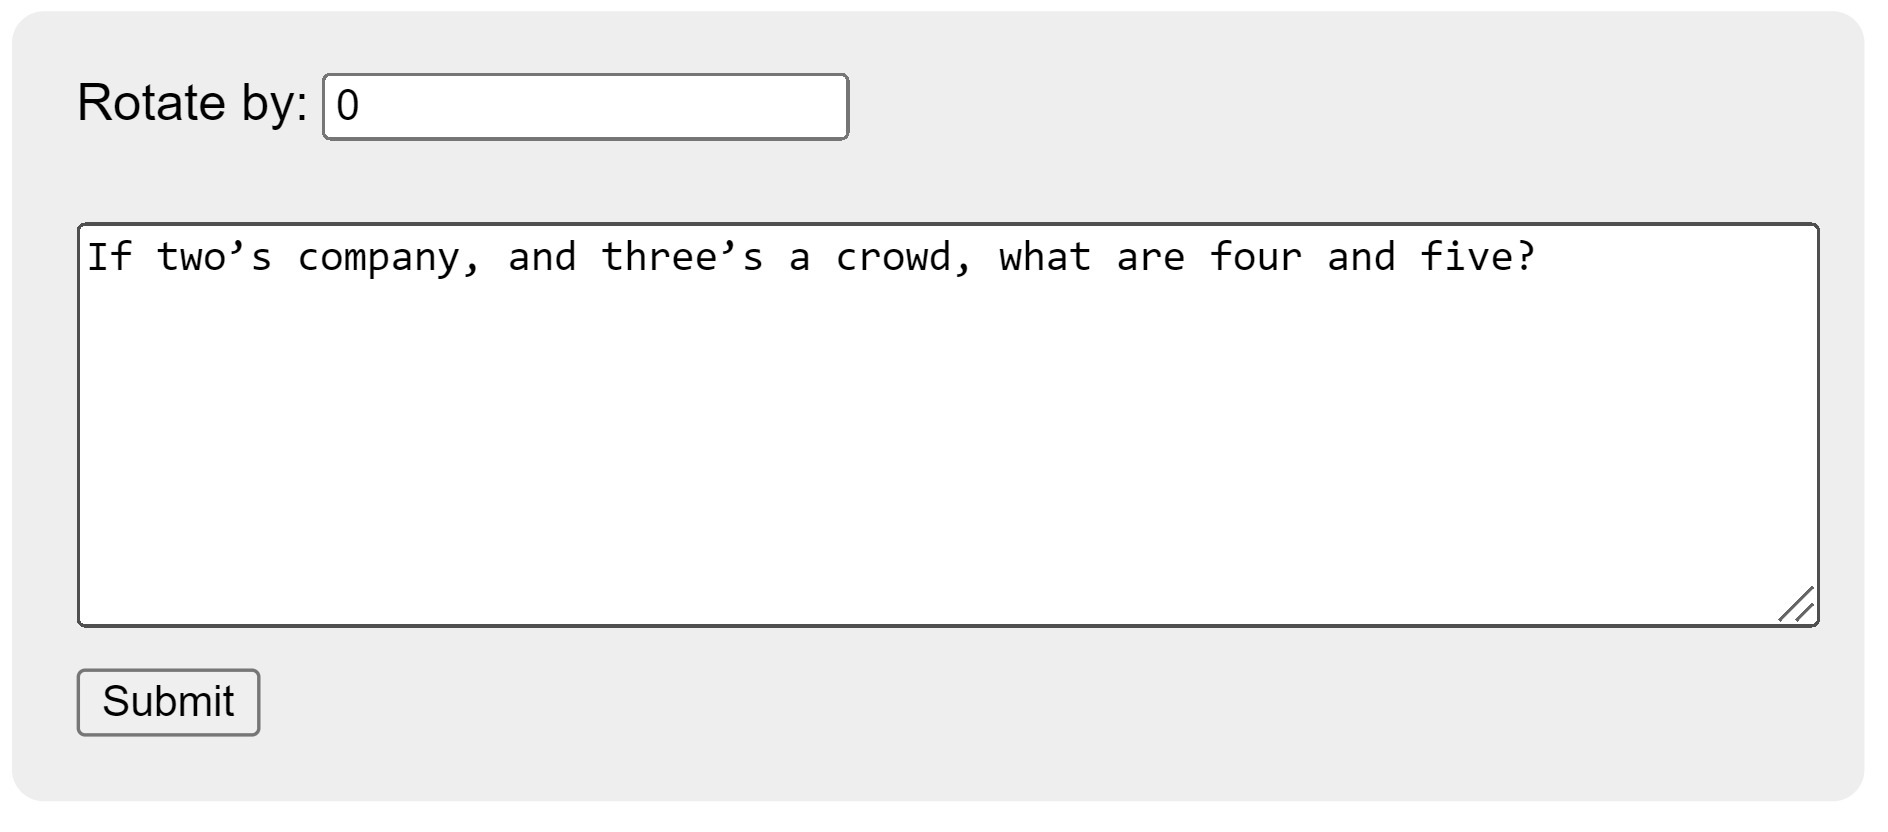 Rotate by: 0
If two’s company, and three’s a crowd, what are four and five?
Submit